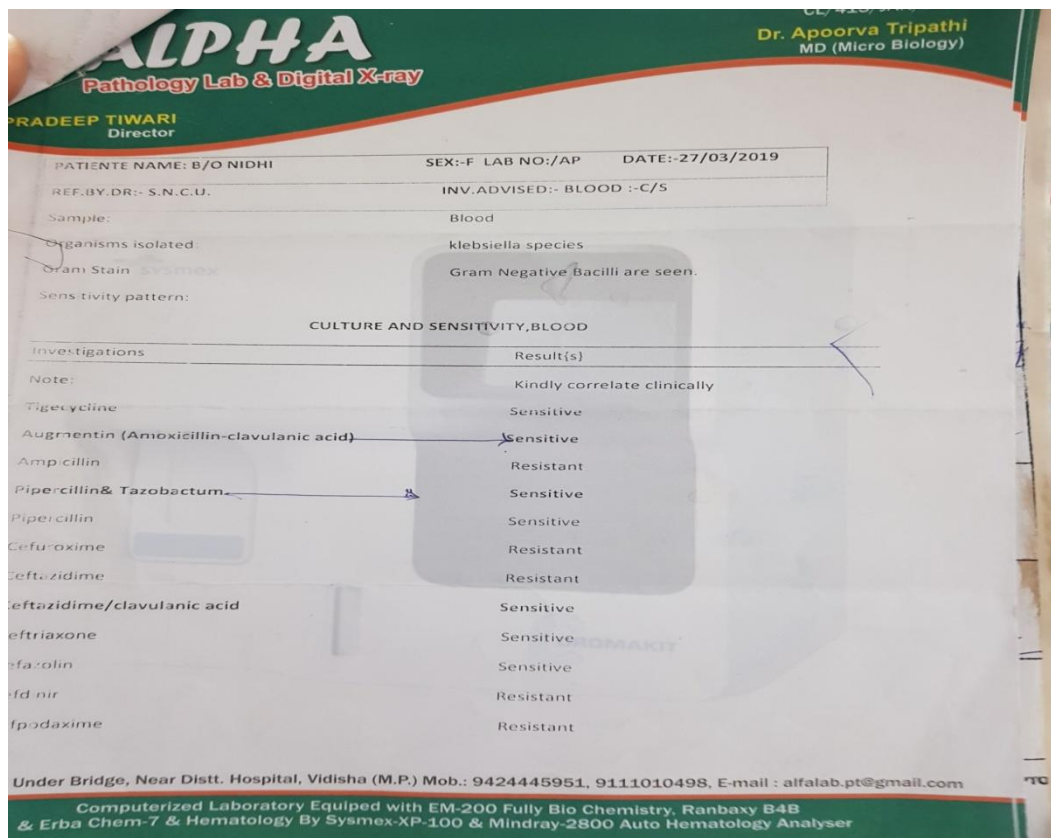 ALPHA
Pathology Lab & Digital X-ray
Dr. Apoorva Tripathi
MD (Micro Biology)
PRADEEP TIWARI
Director
PATIENTE NAME: B/O NIDHI SEX:-F LAB NO:/AP DATE:-27/03/2019
REF.BY.DR:- S.N.C.U. INV.ADVISED:- BLOOD :-C/S
Sample: Blood
Organisms isolated: klebsiella species
Gram Stain Gram Negative Bacilli are seen.
Sensitivity pattern:
CULTURE AND SENSITIVITY,BLOOD
Investigations Result{s}
Note: Kindly correlate clinically
Tigecycline Sensitive
Augmentin (Amoxicillin-clavulanic acid) Sensitive
Ampicillin Resistant
Pipercillin& Tazobactum Sensitive
Pipercillin Sensitive
Cefuroxime Resistant
Ceftazidime Resistant
eftazidime/clavulanic acid Sensitive
eftriaxone Sensitive
efazolin Sensitive
efdinir Resistant
fpodaxime Resistant
Under Bridge, Near Distt. Hospital, Vidisha (M.P.) Mob.: 9424445951, 9111010498, E-mail : alfalab.pt@gmail.com
Computerized Laboratory Equiped with EM-200 Fully Bio Chemistry, Ranbaxy B4B
& Erba Chem-7 & Hematology By Sysmex-XP-100 & Mindray-2800 Auto Hematology Analyser